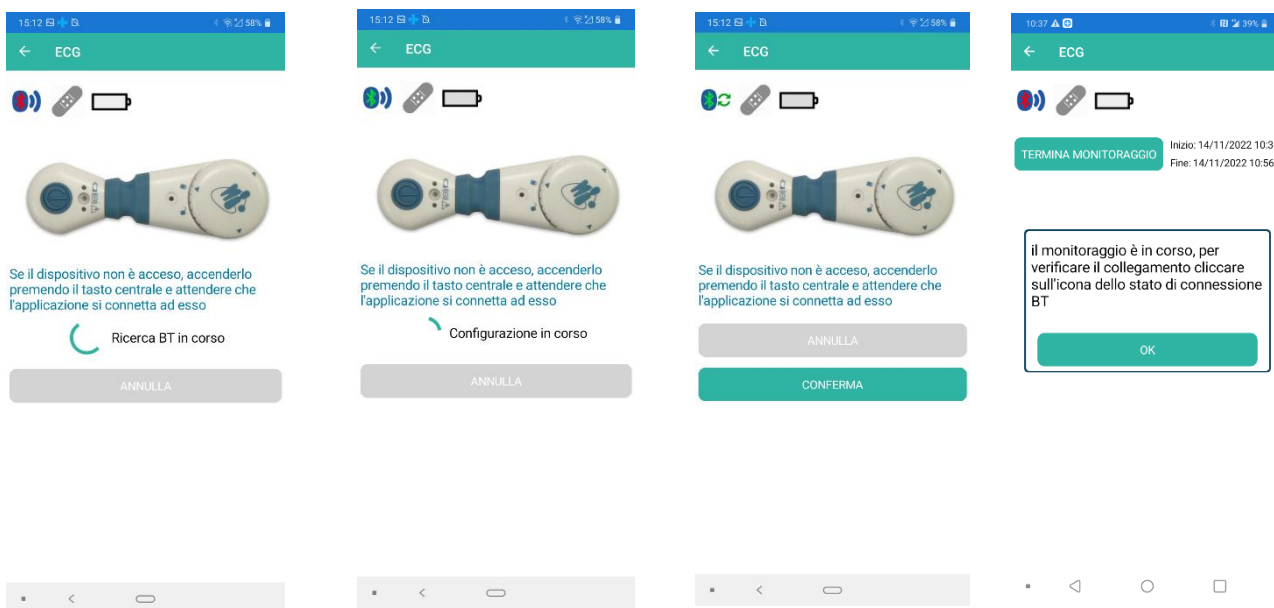 15:12 58%
ECG
Se il dispositivo non è acceso, accenderlo
premendo il tasto centrale e attendere che
l'applicazione si connetta ad esso
Ricerca BT in corso
ANNULLA
15:12 58%
ECG
Se il dispositivo non è acceso, accenderlo
premendo il tasto centrale e attendere che
l'applicazione si connetta ad esso
Configurazione in corso
ANNULLA
15:12 58%
ECG
Se il dispositivo non è acceso, accenderlo
premendo il tasto centrale e attendere che
l'applicazione si connetta ad esso
ANNULLA
CONFERMA
10:37 39%
ECG
TERMINA MONITORAGGIO
Inizio: 14/11/2022 10:3
Fine: 14/11/2022 10:56
il monitoraggio è in corso, per
verificare il collegamento cliccare
sull'icona dello stato di connessione
BT
OK